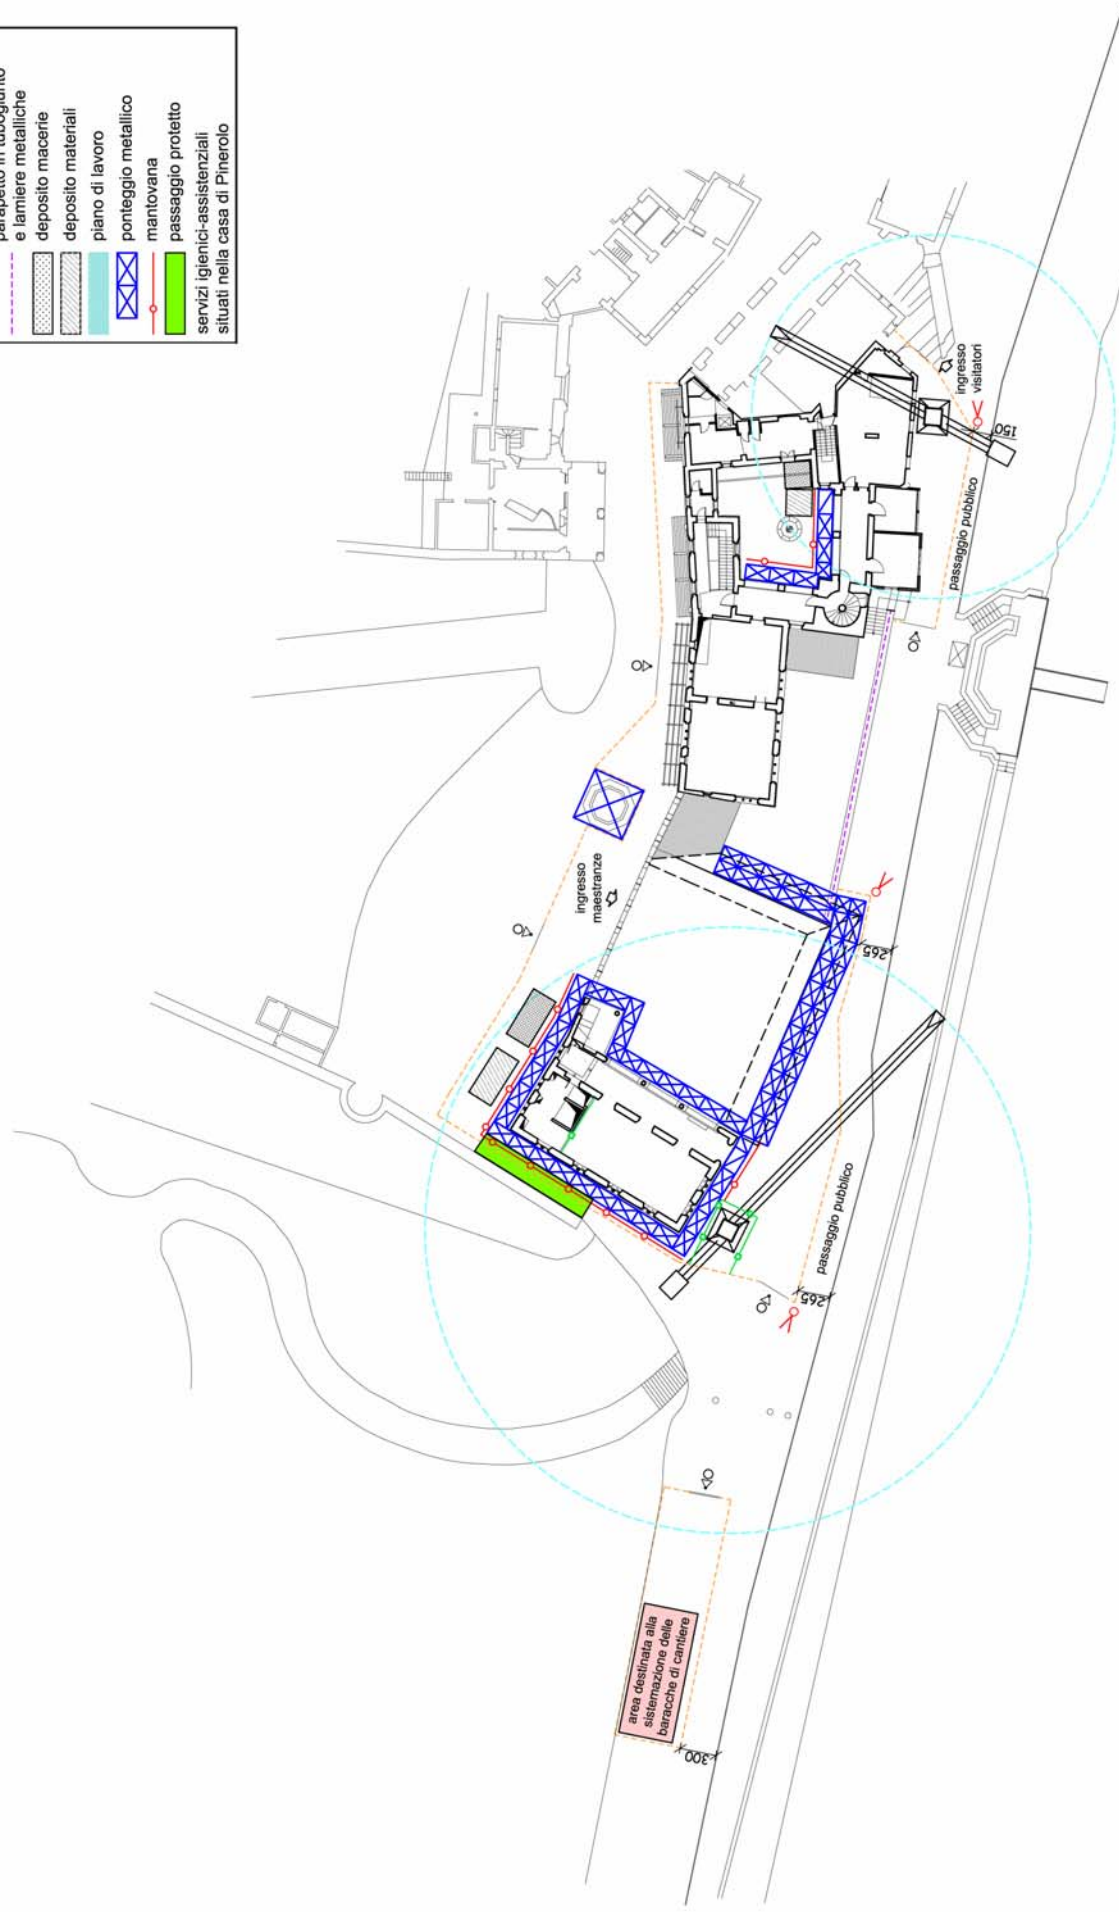 parapetto in tubogiunto
e lamiere metalliche
deposito macerie
deposito materiali
piano di lavoro
ponteggio metallico
mantovana
passaggio protetto
servizi igienici-assistenziali
situati nella casa di Pinerolo
ingresso
visitatori
150
passaggio pubblico
ingresso
maestranze
265
passaggio pubblico
265
area destinata alla
sistemazione delle
baracche di cantiere
300